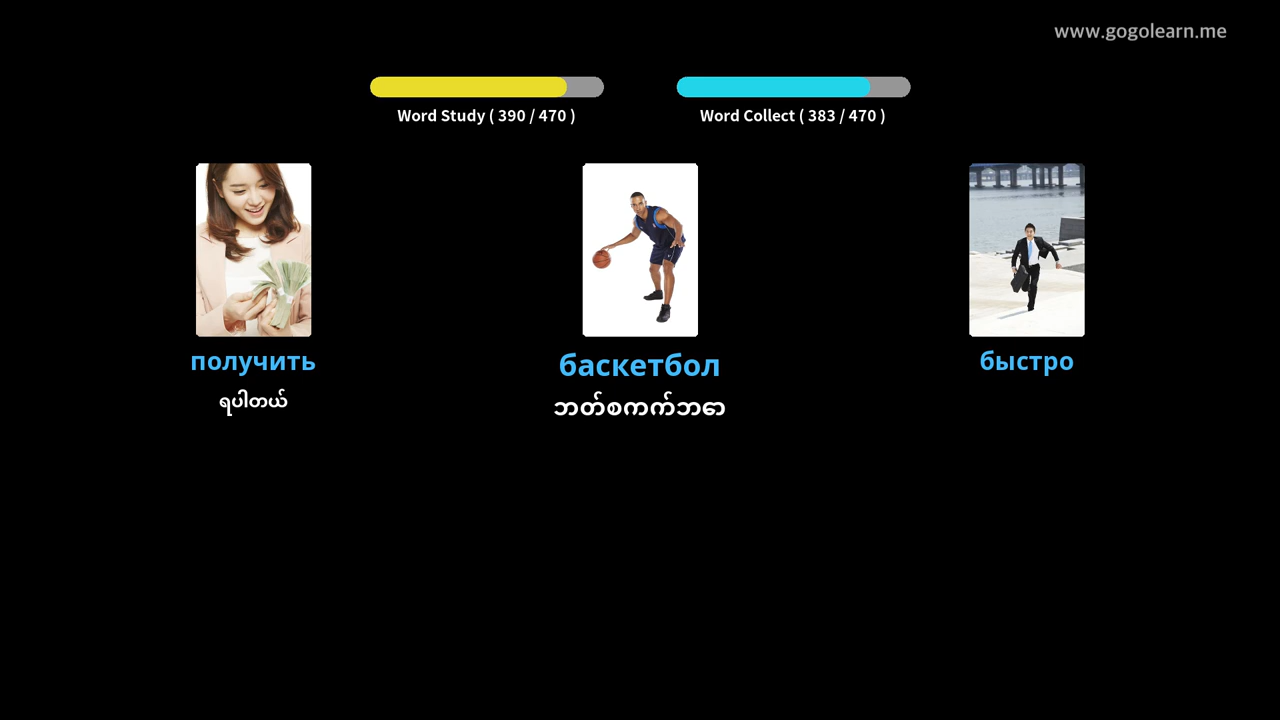 www.gogolearn.me
Word Study ( 390 / 470 )
Word Collect ( 383 / 470 )
получить
баскетбол
быстро
ရပါတယ်
ဘတ်စကက်ဘဓာ